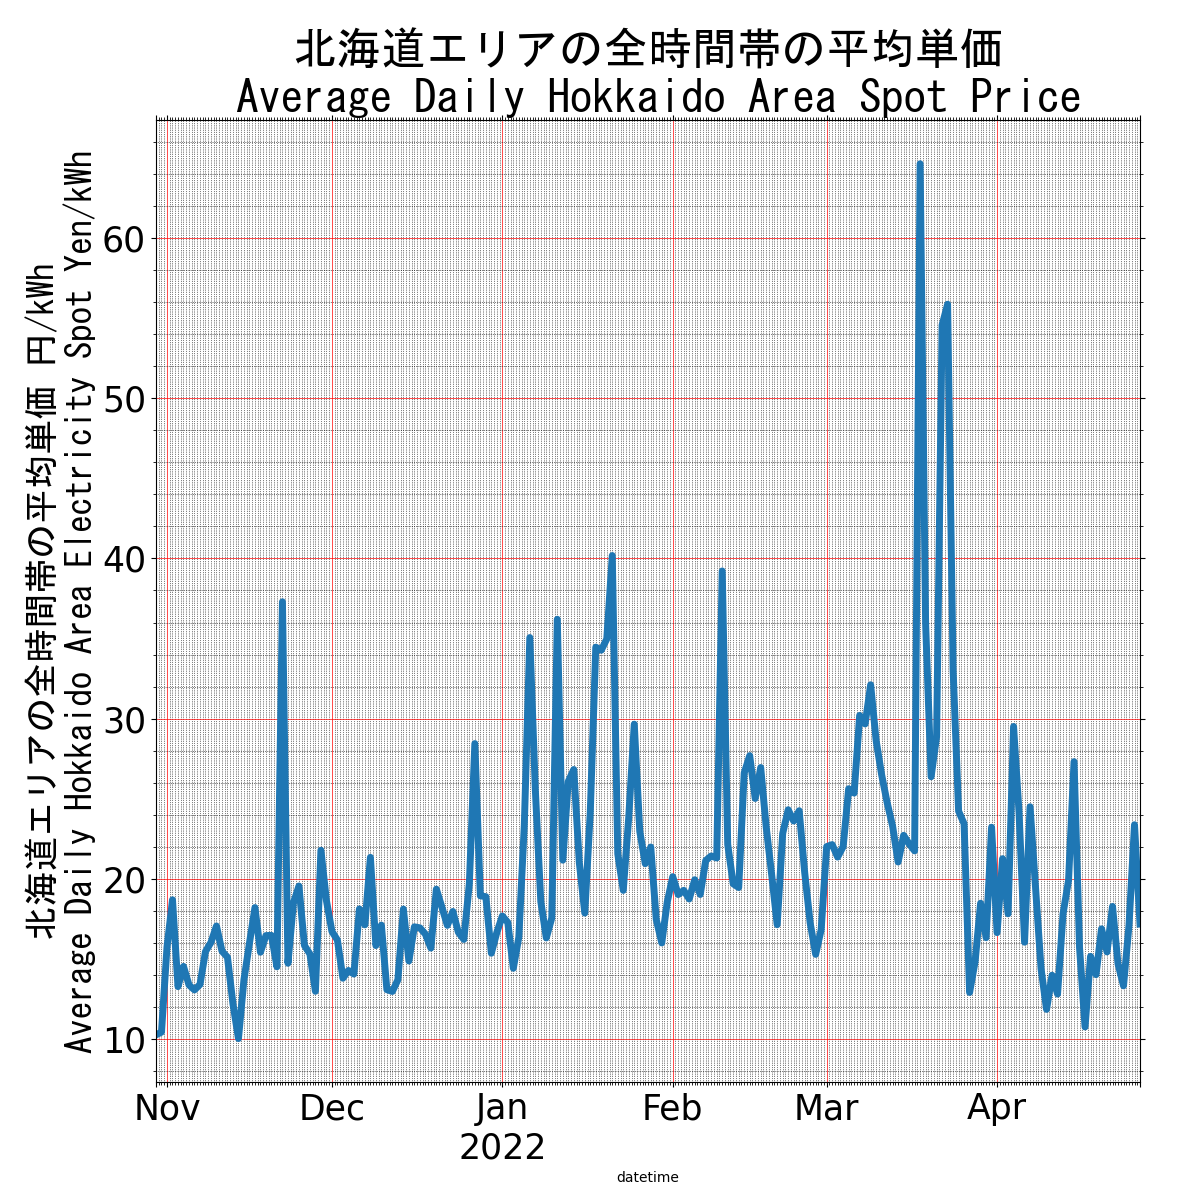 北海道エリアの全時間帯の平均単価
Average Daily Hokkaido Area Spot Price
北海道エリアの全時間帯の平均単価 円/kWh
Average Daily Hokkaido Area Electricity Spot Yen/kWh
60
50
40
30
20
10
Nov
Dec
Jan
2022
Feb
Mar
Apr
datetime